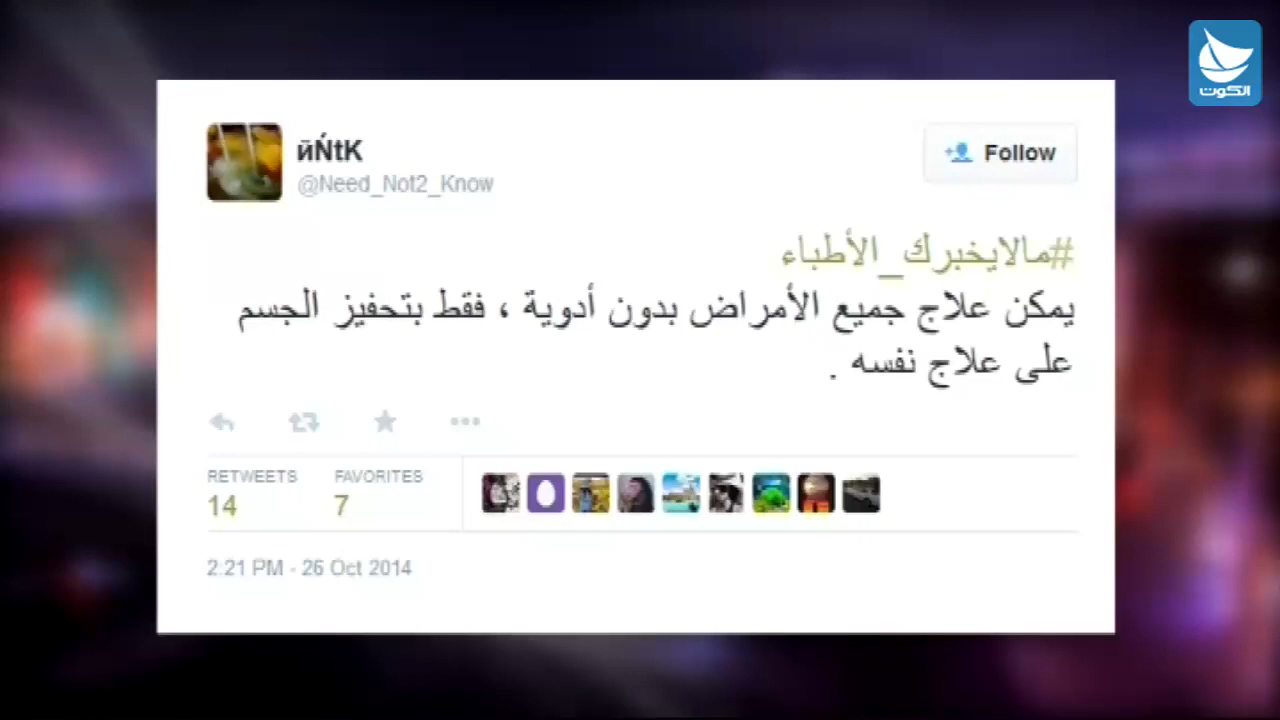 الكوت
йŃtK
@Need_Not2_Know
Follow
#مالايخبرك_الأطباء
يمكن علاج جميع الأمراض بدون أدوية ، فقط بتحفيز الجسم
على علاج نفسه .
RETWEETS FAVORITES
14 7
2:21 PM - 26 Oct 2014